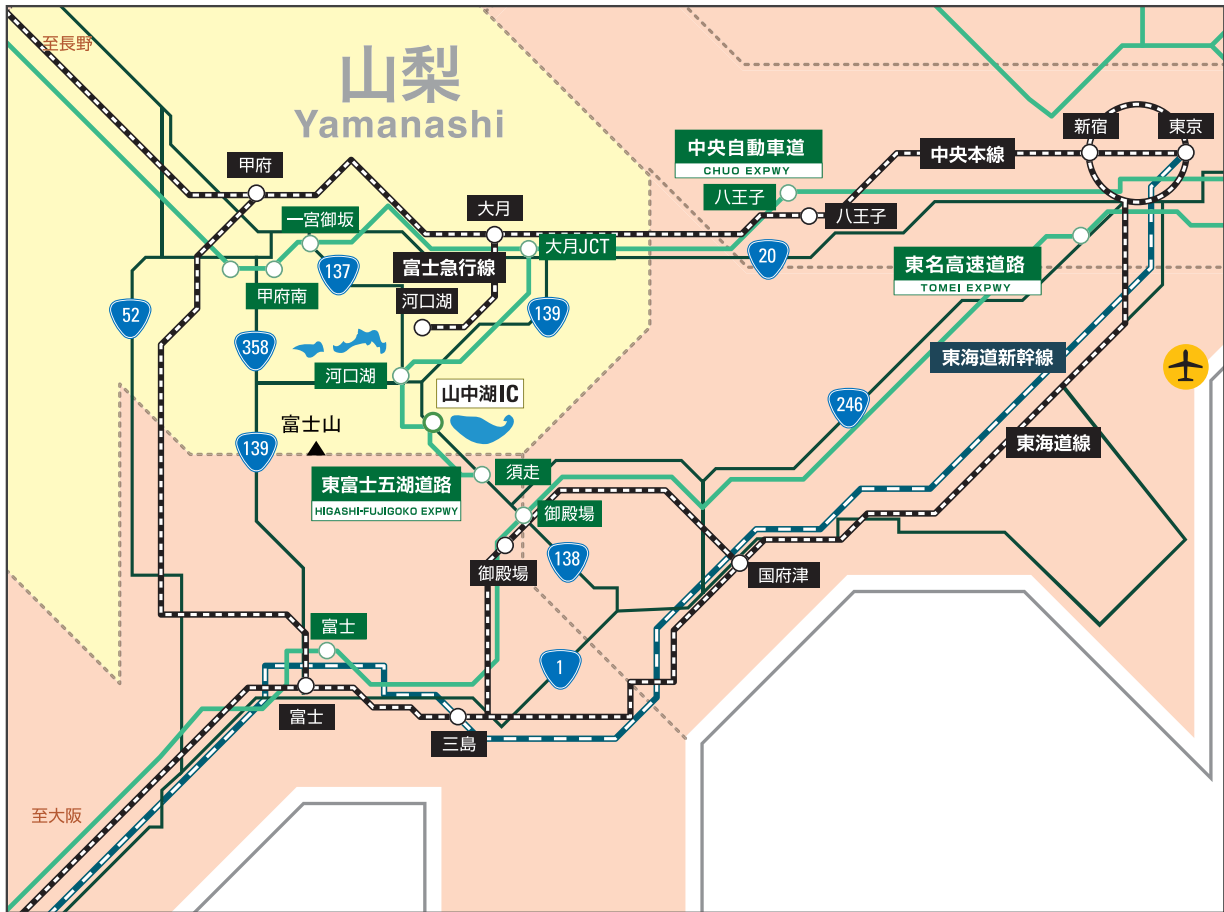 至長野
山梨
Yamanashi
新宿
東京
中央自動車道
CHUO EXPWY
中央本線
甲府
八王子
大月
八王子
一宮御坂
大月JCT
富士急行線
137
20
東名高速道路
TOMEI EXPWY
甲府南
河口湖
52
139
358
東海道新幹線
河口湖
山中湖IC
246
富士山
139
東海道線
須走
東富士五湖道路
HIGASHI-FUJIGOKO EXPWY
御殿場
138
御殿場
国府津
富士
1
富士
三島
至大阪